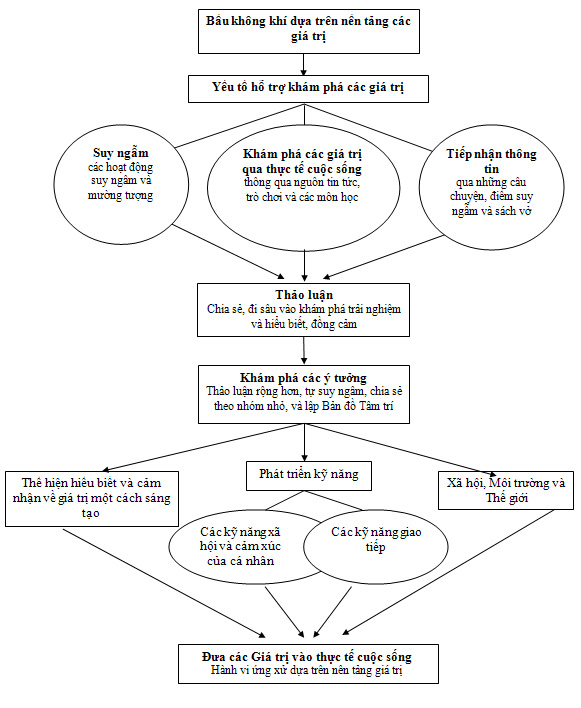 Bầu không khí dựa trên nền tảng các
giá trị
Yếu tố hỗ trợ khám phá các giá trị
Suy ngẫm
các hoạt động
suy ngẫm và
mường tượng
Khám phá các giá trị
qua thực tế cuộc sống
thông qua nguồn tin tức,
trò chơi và các môn học
Tiếp nhận thông
tin
qua những câu
chuyện, điểm suy
ngẫm và sách vở
Thảo luận
Chia sẻ, đi sâu vào khám phá trải nghiệm
và hiểu biết, đồng cảm
Khám phá các ý tưởng
Thảo luận rộng hơn, tự suy ngẫm, chia sẻ
theo nhóm nhỏ, và lập Bản đồ Tâm trí
Thể hiện hiểu biết và cảm
nhận về giá trị một cách sáng
tạo
Phát triển kỹ năng
Xã hội, Môi trường và
Thế giới
Các kỹ năng xã
hội và cảm xúc
của cá nhân
Các kỹ năng giao
tiếp
Đưa các Giá trị vào thực tế cuộc sống
Hành vi ứng xử dựa trên nền tảng giá trị